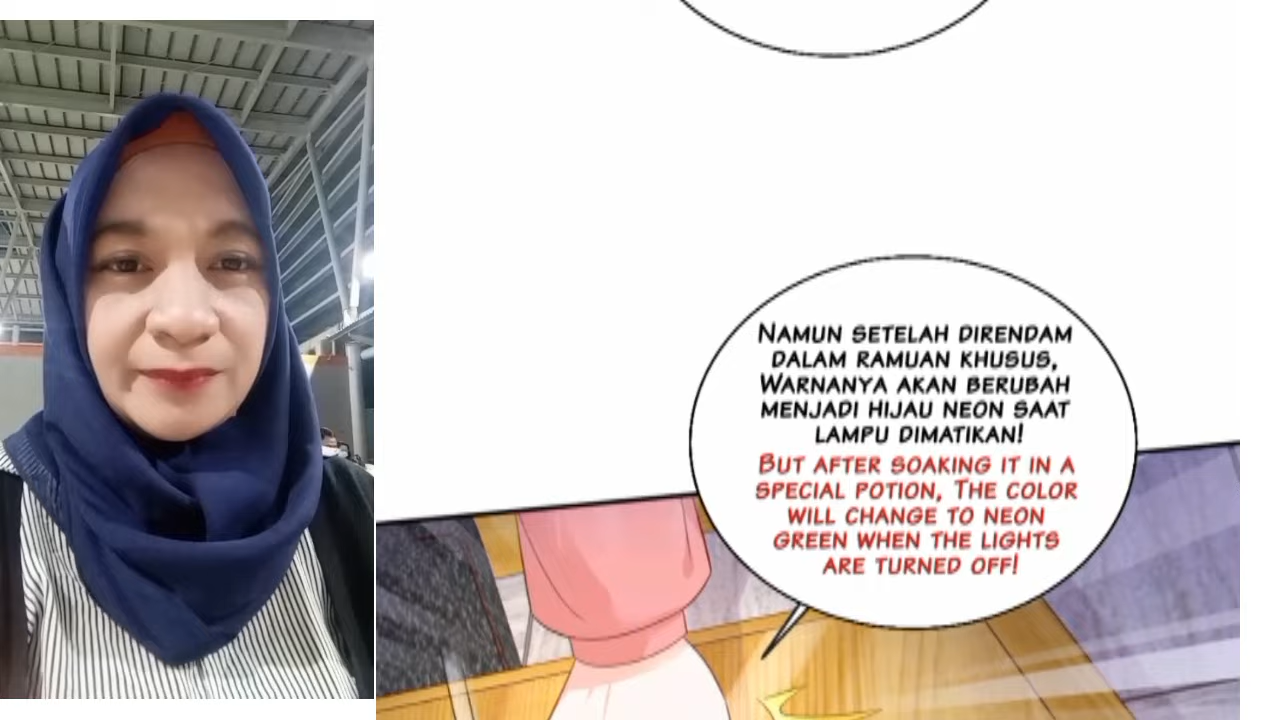 NAMUN SETELAH DIRENDAM
DALAM RAMUAN KHUSUS,
WARNANYA AKAN BERUBAH
MENJADI HIJAU NEON SAAT
LAMPU DIMATIKAN!
BUT AFTER SOAKING IT IN A
SPECIAL POTION, THE COLOR
WILL CHANGE TO NEON
GREEN WHEN THE LIGHTS
ARE TURNED OFF!